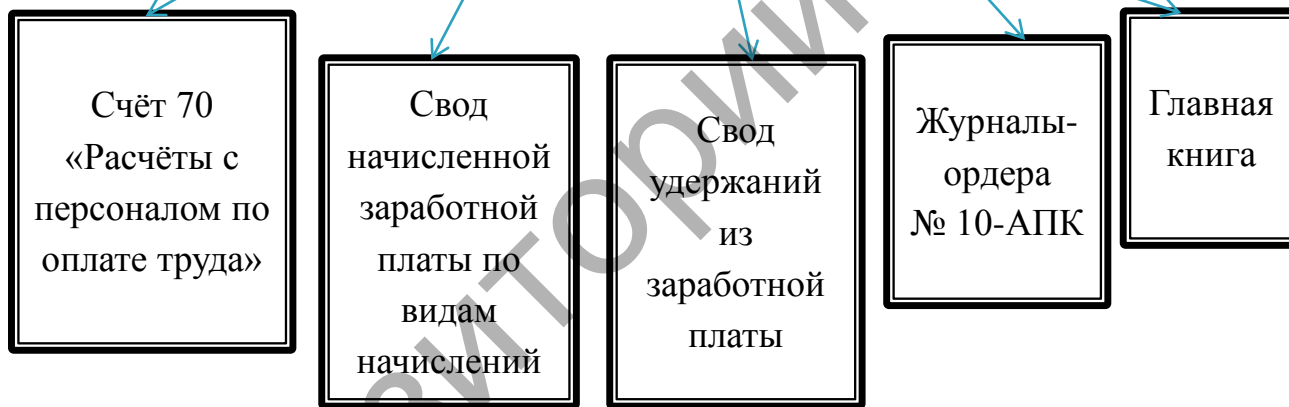 Счёт 70
«Расчёты с
персоналом по
оплате труда»
Свод
начисленной
заработной
платы по
видам
начислений
Свод
удержаний
из
заработной
платы
Журналы-
ордера
№ 10-АПК
Главная
книга
зиторий